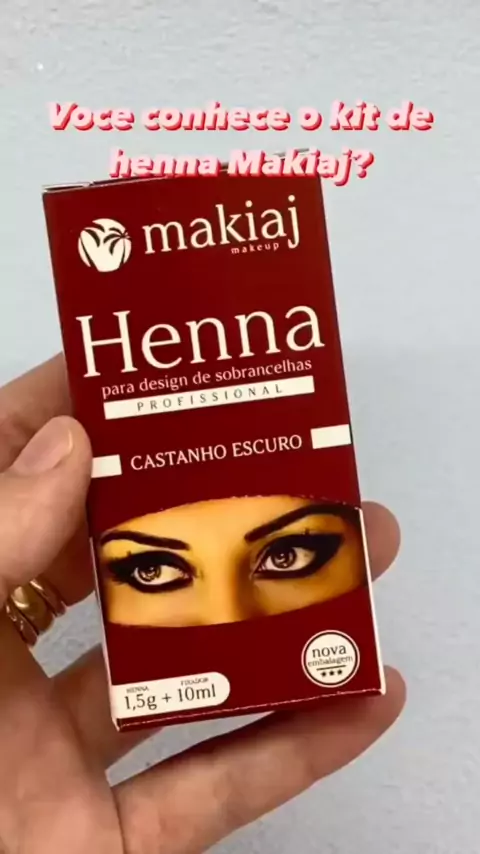 Voce conhece o kit de
henna Makiaj?
makiaj
makeup
Henna
para design de sobrancelhas
PROFISSIONAL
CASTANHO ESCURO
nova
embalagem
HENNA FIXADOR
1,5g + 10ml